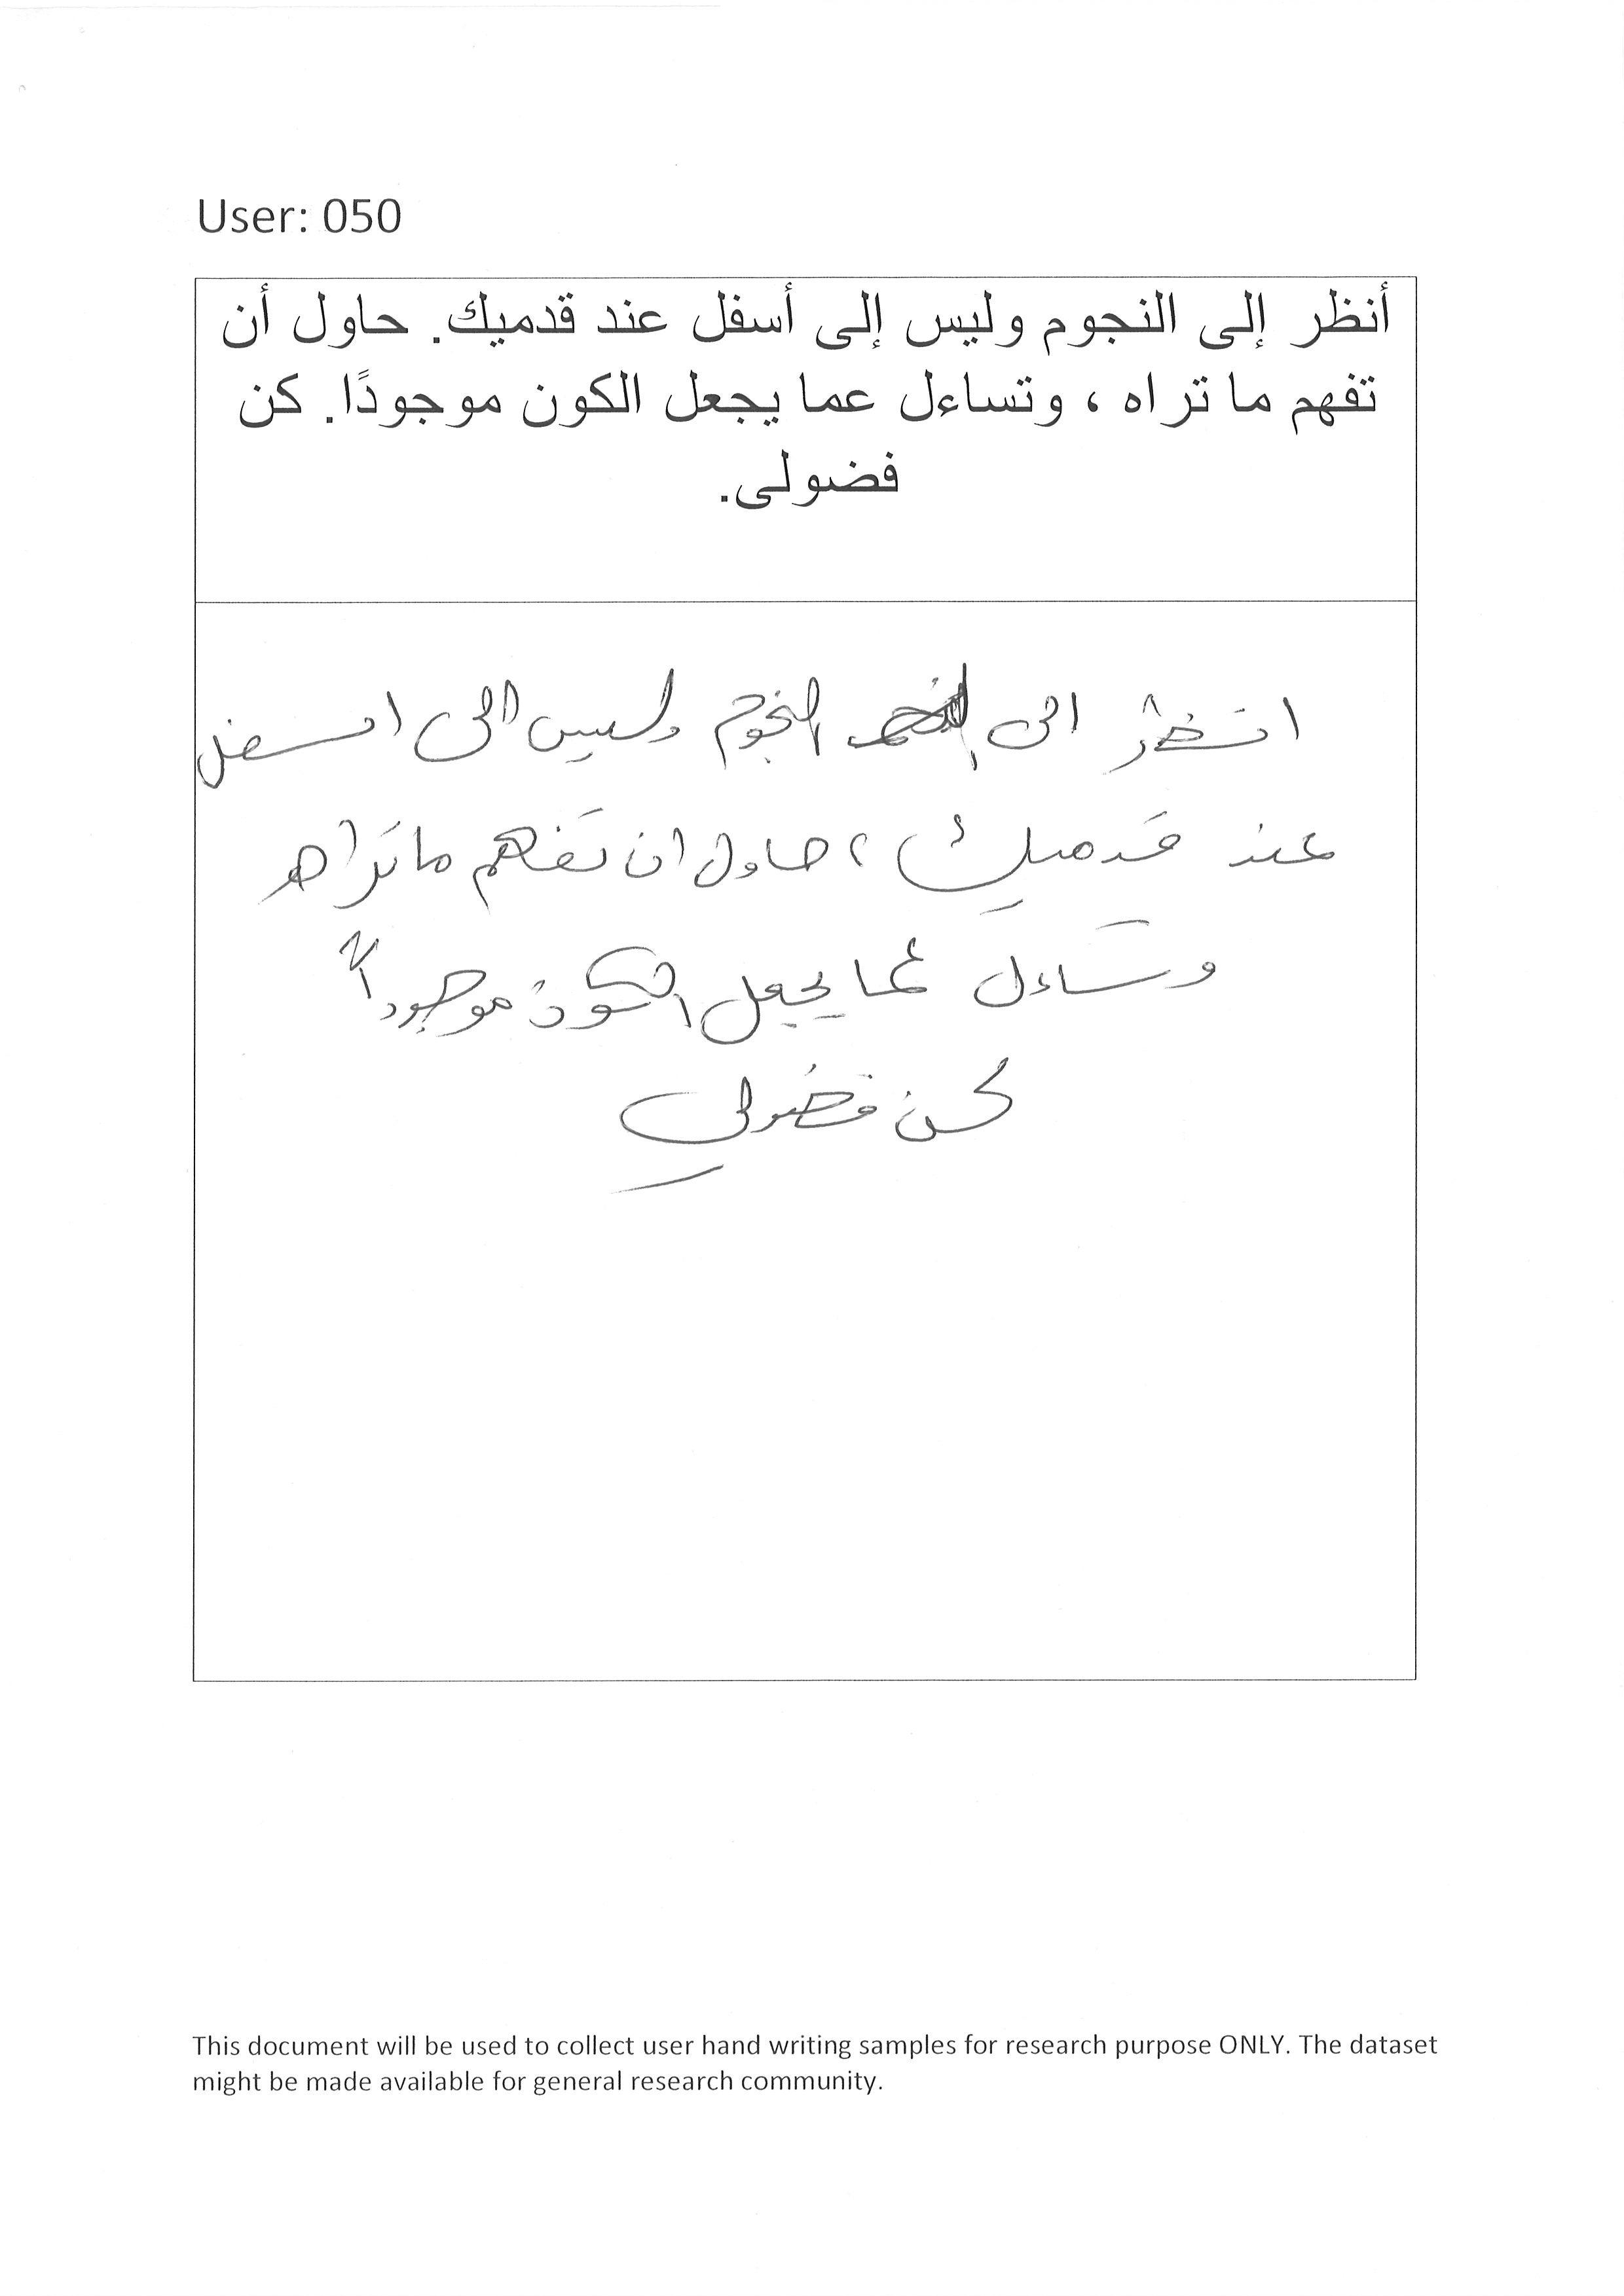 User: 050
أنظر إلى النجوم وليس إلى أسفل عند قدميك. حاول أن
تفهم ما تراه ، وتساءل عما يجعل الكون موجودًا. كن
فضولى.
انظر الى النجوم وليس الى اسفل
عند قدميك ، حاول ان تفهم ما تراه
وتساءل عما يجعل الكون موجوداً
كن فضولي
This document will be used to collect user hand writing samples for research purpose ONLY. The dataset
might be made available for general research community.